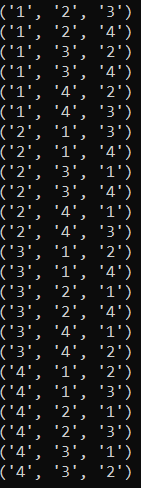 ('1', '2', '3')
('1', '2', '4')
('1', '3', '2')
('1', '3', '4')
('1', '4', '2')
('1', '4', '3')
('2', '1', '3')
('2', '1', '4')
('2', '3', '1')
('2', '3', '4')
('2', '4', '1')
('2', '4', '3')
('3', '1', '2')
('3', '1', '4')
('3', '2', '1')
('3', '2', '4')
('3', '4', '1')
('3', '4', '2')
('4', '1', '2')
('4', '1', '3')
('4', '2', '1')
('4', '2', '3')
('4', '3', '1')
('4', '3', '2')